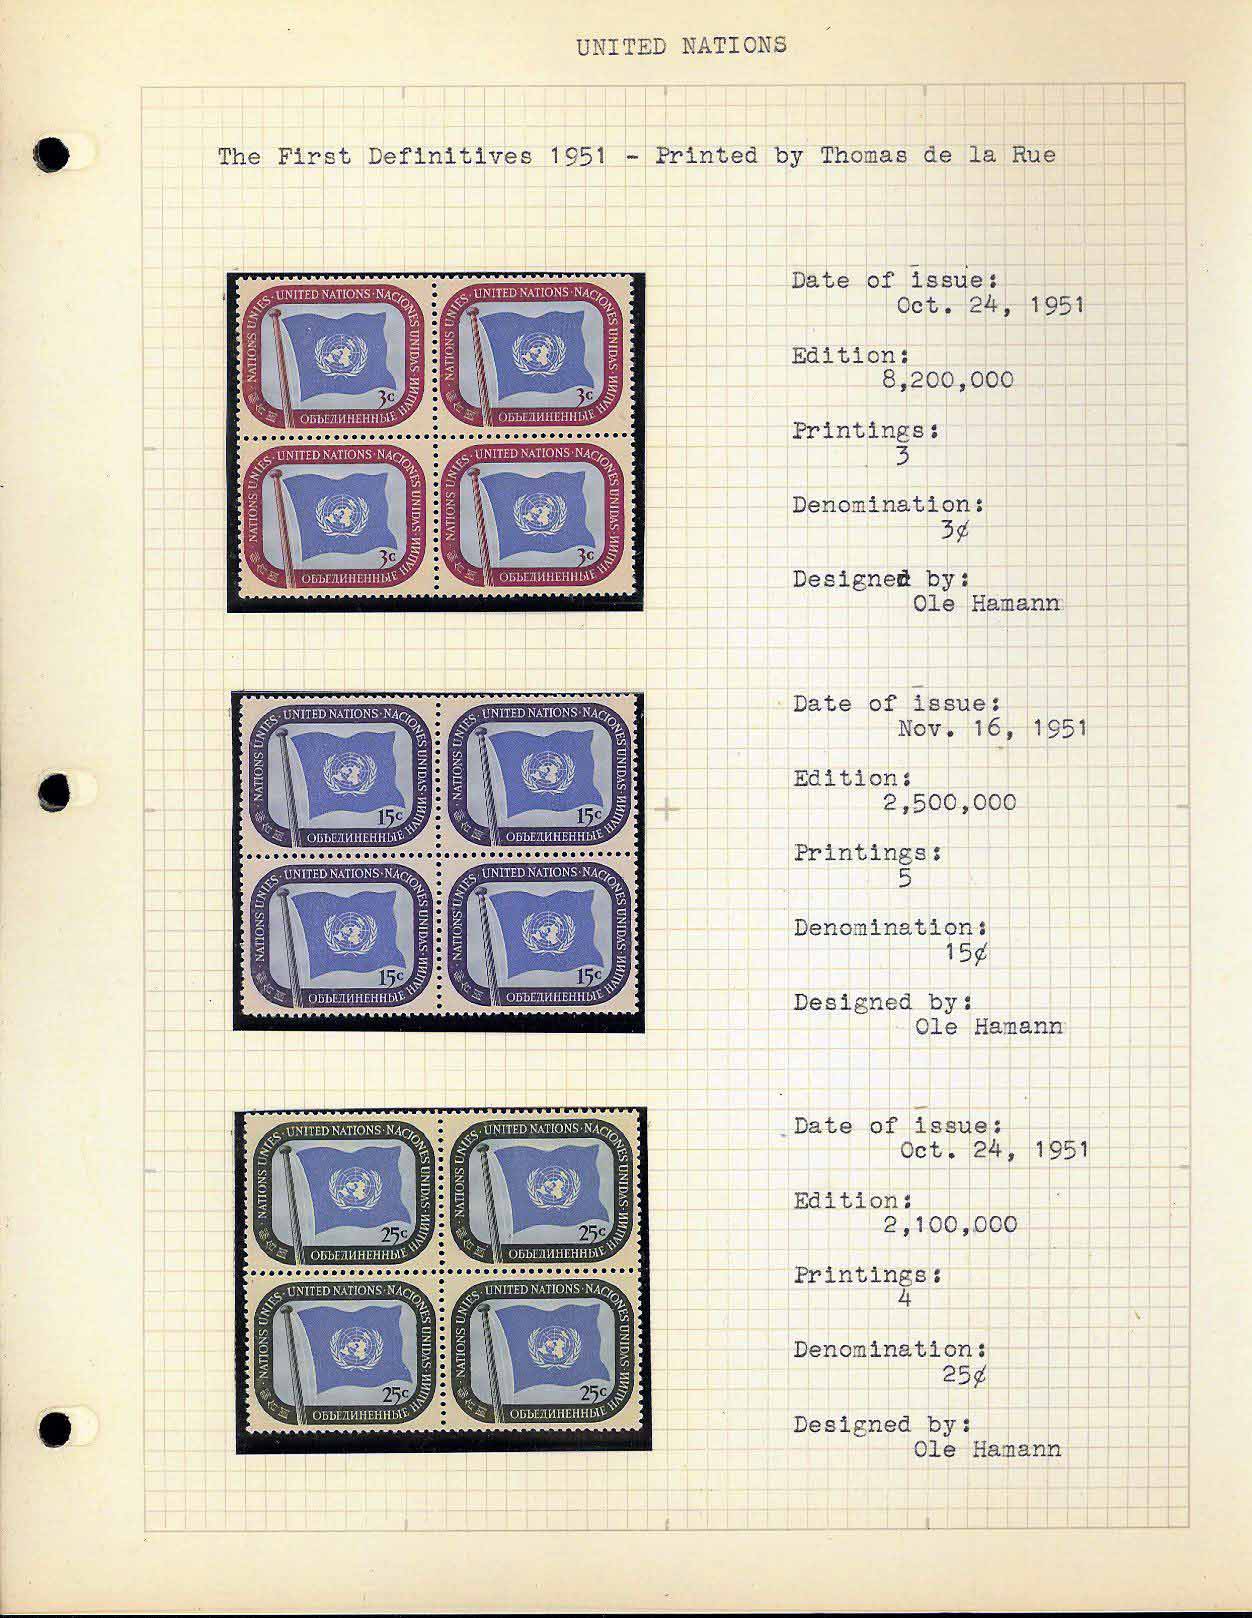 UNITED NATIONS
The First Definitives 1951 - Printed by Thomas de la Rue
NATIONS UNIES · UNITED NATIONS · NACIONES UNIDAS ·
ОБЪЕДИНЕННЫЕ НАЦИИ
3c
NATIONS UNIES · UNITED NATIONS · NACIONES UNIDAS ·
ОБЪЕДИНЕННЫЕ НАЦИИ
3c
NATIONS UNIES · UNITED NATIONS · NACIONES UNIDAS ·
ОБЪЕДИНЕННЫЕ НАЦИИ
3c
NATIONS UNIES · UNITED NATIONS · NACIONES UNIDAS ·
ОБЪЕДИНЕННЫЕ НАЦИИ
3c
Date of issue:
Oct. 24, 1951
Edition:
8,200,000
Printings:
3
Denomination:
3¢
Designed by:
Ole Hamann
NATIONS UNIES · UNITED NATIONS · NACIONES UNIDAS ·
ОБЪЕДИНЕННЫЕ НАЦИИ
15c
NATIONS UNIES · UNITED NATIONS · NACIONES UNIDAS ·
ОБЪЕДИНЕННЫЕ НАЦИИ
15c
NATIONS UNIES · UNITED NATIONS · NACIONES UNIDAS ·
ОБЪЕДИНЕННЫЕ НАЦИИ
15c
NATIONS UNIES · UNITED NATIONS · NACIONES UNIDAS ·
ОБЪЕДИНЕННЫЕ НАЦИИ
15c
Date of issue:
Nov. 16, 1951
Edition:
2,500,000
Printings:
5
Denomination:
15¢
Designed by:
Ole Hamann
NATIONS UNIES · UNITED NATIONS · NACIONES UNIDAS ·
ОБЪЕДИНЕННЫЕ НАЦИИ
25c
NATIONS UNIES · UNITED NATIONS · NACIONES UNIDAS ·
ОБЪЕДИНЕННЫЕ НАЦИИ
25c
NATIONS UNIES · UNITED NATIONS · NACIONES UNIDAS ·
ОБЪЕДИНЕННЫЕ НАЦИИ
25c
NATIONS UNIES · UNITED NATIONS · NACIONES UNIDAS ·
ОБЪЕДИНЕННЫЕ НАЦИИ
25c
Date of issue:
Oct. 24, 1951
Edition:
2,100,000
Printings:
4
Denomination:
25¢
Designed by:
Ole Hamann